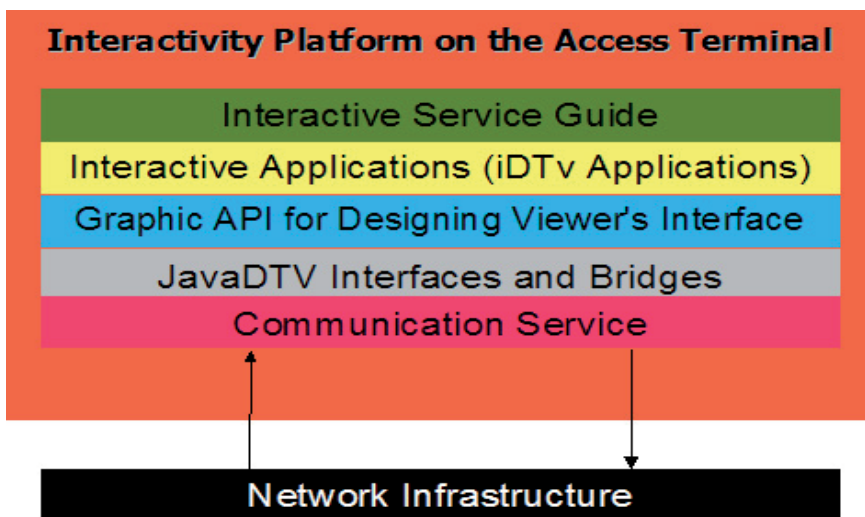 Interactivity Platform on the Access Terminal
Interactive Service Guide
Interactive Applications (iDTv Applications)
Graphic API for Designing Viewer's Interface
JavaDTV Interfaces and Bridges
Communication Service
Network Infrastructure